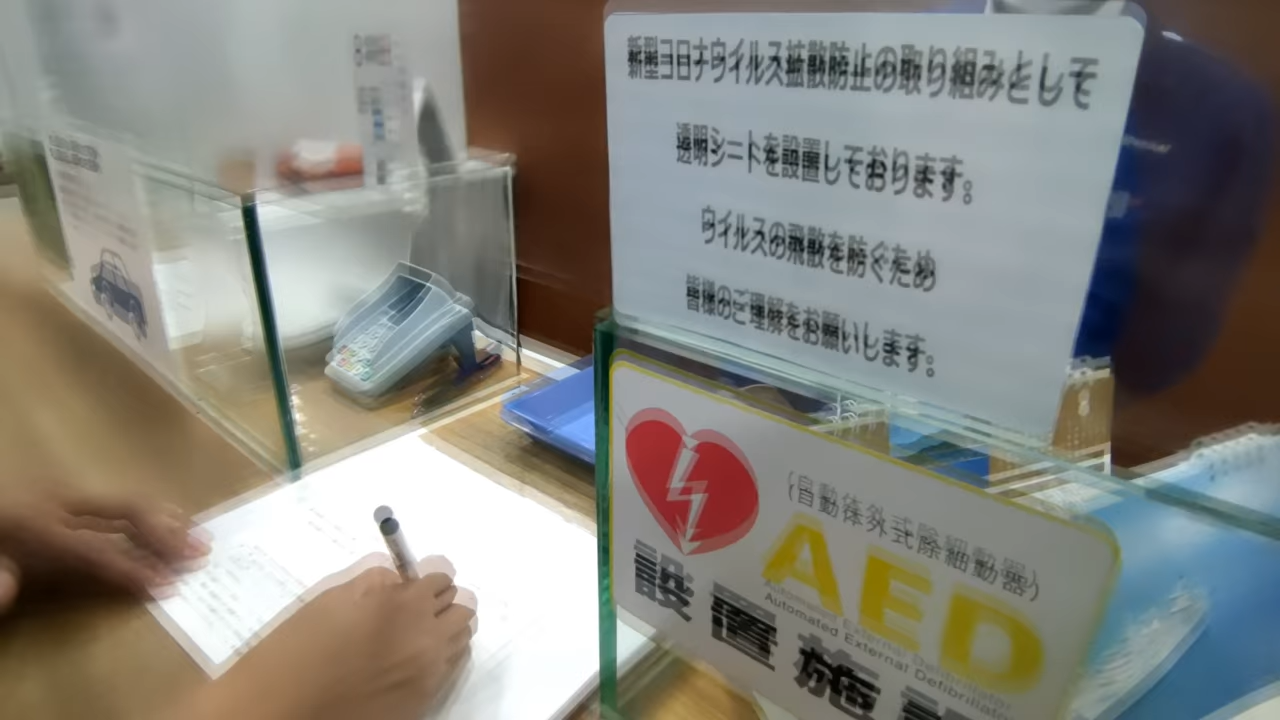 新型コロナウイルス拡散防止の取り組みとして
透明シートを設置しております。
ウイルスの飛散を防ぐため
皆様のご理解をお願いします。
(自動体外式除細動器)
AED
Automated External Defibrillator
設置施